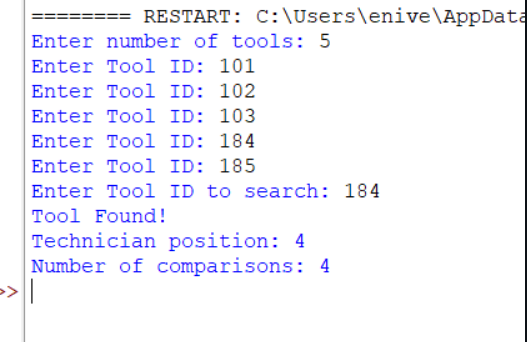 ======== RESTART: C:\Users\enive\AppData
Enter number of tools: 5
Enter Tool ID: 101
Enter Tool ID: 102
Enter Tool ID: 103
Enter Tool ID: 184
Enter Tool ID: 185
Enter Tool ID to search: 184
Tool Found!
Technician position: 4
Number of comparisons: 4
>>